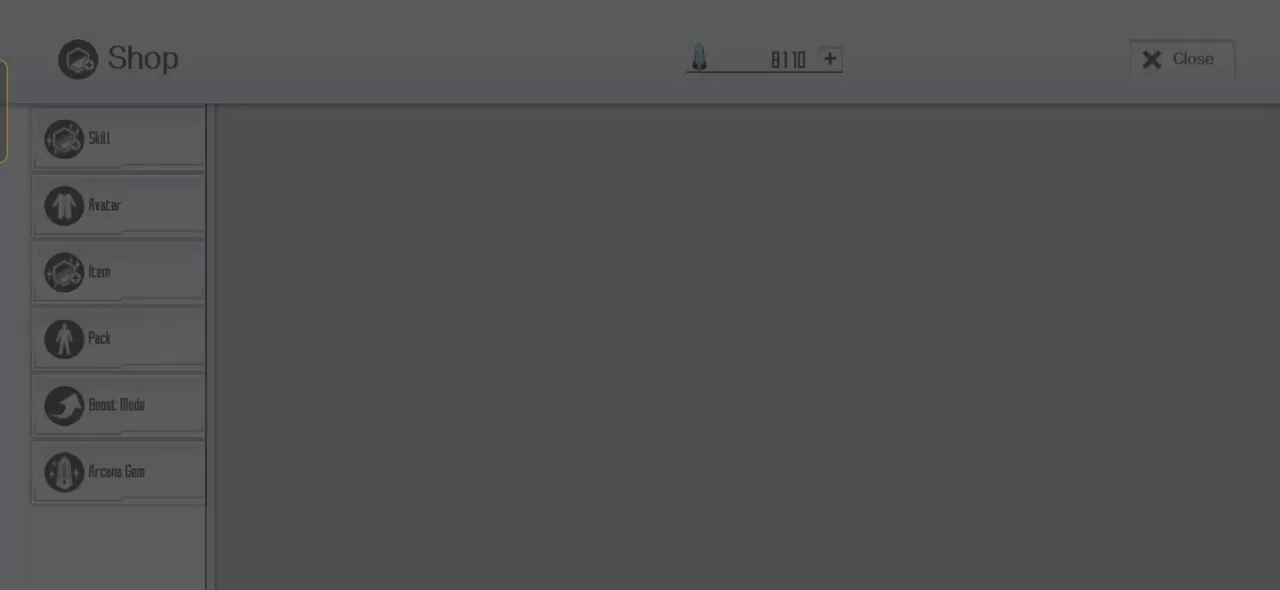 Shop
8110
Close
Skill
Avatar
Item
Pack
Boost Mode
Arcana Gem